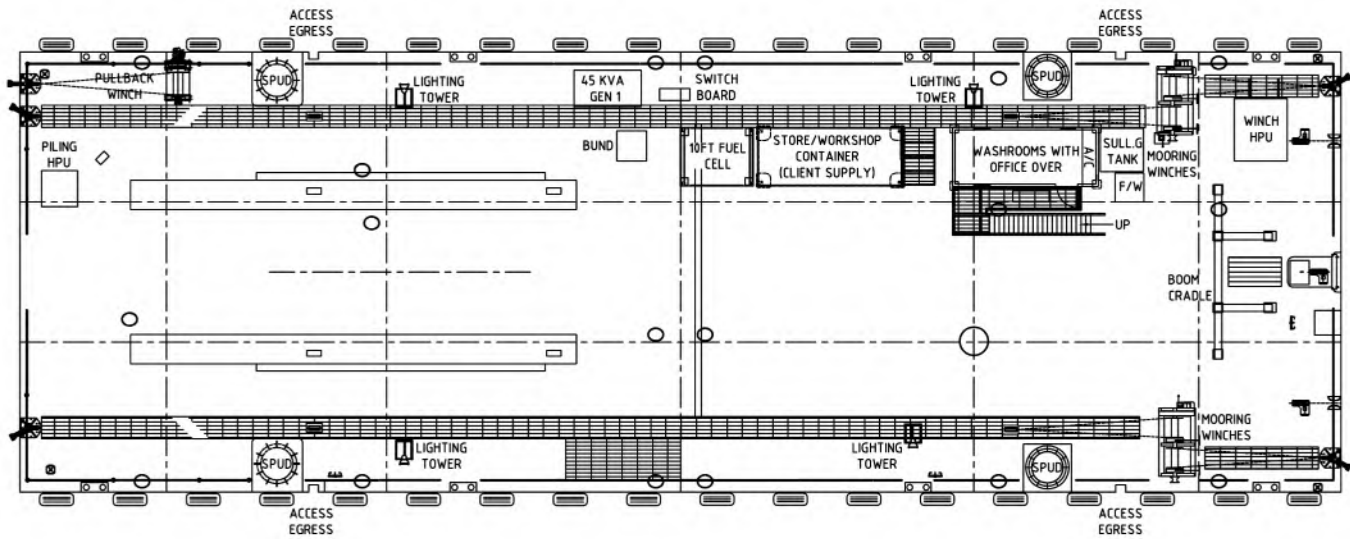 ACCESS
EGRESS
ACCESS
EGRESS
PULLBACK
WINCH
SPUD
LIGHTING
TOWER
45 KVA
GEN 1
SWITCH
BOARD
LIGHTING
TOWER
SPUD
PILING
HPU
BUND
10FT FUEL
CELL
STORE/WORKSHOP
CONTAINER
(CLIENT SUPPLY)
WASHROOMS WITH
OFFICE OVER
A/C
SULL.G
TANK
F/W
MOORING
WINCHES
WINCH
HPU
UP
BOOM
CRADLE
SPUD
LIGHTING
TOWER
LIGHTING
TOWER
SPUD
MOORING
WINCHES
ACCESS
EGRESS
ACCESS
EGRESS